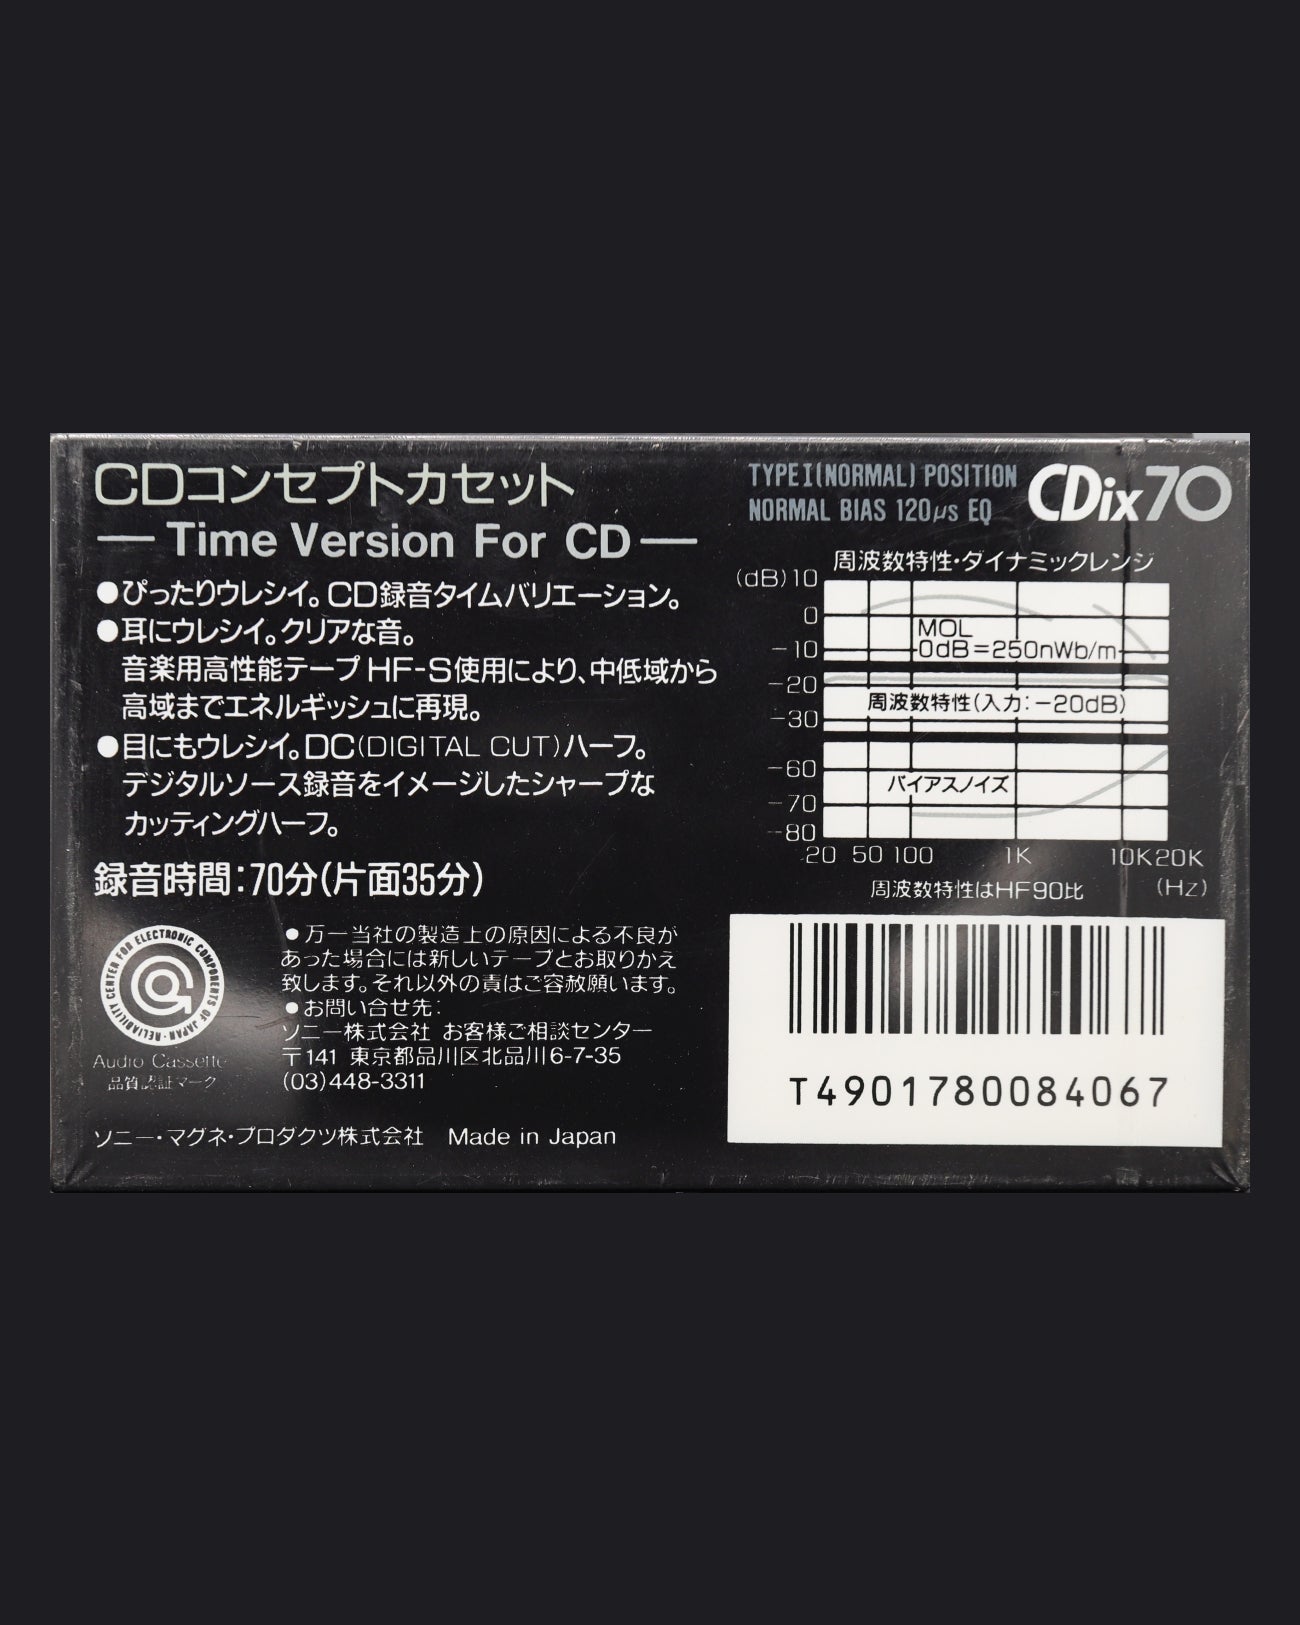 CDコンセプトカセット
— Time Version For CD —
●ぴったりウレシイ。CD録音タイムバリエーション。
●耳にウレシイ。クリアな音。
音楽用高性能テープHF-S使用により、中低域から
高域までエネルギッシュに再現。
●目にもウレシイ。DC(DIGITAL CUT)ハーフ。
デジタルソース録音をイメージしたシャープな
カッティングハーフ。
録音時間:70分(片面35分)
RELIABILITY CENTER FOR ELECTRONIC COMPONENTS OF JAPAN
Audio Cassette
品質認証マーク
●万一当社の製造上の原因による不良が
あった場合には新しいテープとお取りかえ
致します。それ以外の責はご容赦願います。
●お問い合せ先:
ソニー株式会社 お客様ご相談センター
〒141 東京都品川区北品川6-7-35
(03)448-3311
ソニー・マグネ・プロダクツ株式会社 Made in Japan
TYPE I (NORMAL) POSITION
NORMAL BIAS 120μs EQ
CDix70
周波数特性・ダイナミックレンジ
(dB) 10
0
-10
-20
-30
-60
-70
-80
MOL
0dB=250nWb/m
周波数特性(入力:-20dB)
バイアスノイズ
20 50 100 1K 10K 20K
(Hz)
周波数特性はHF90比
T4901780084067